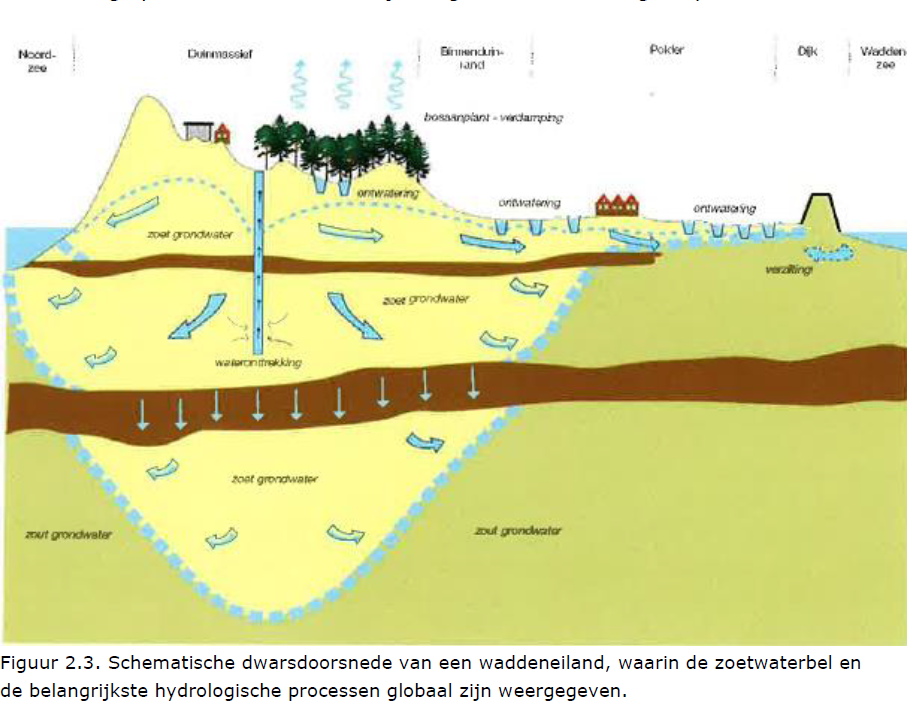 Noord-
zee
Duinmassief
Binnenduin-
rand
Polder
Dijk
Wadden
zee
bosaanplant - verdamping
ontwatering
ontwatering
ontwatering
zoet grondwater
verzilting
zoet grondwater
wateronttrekking
zoet grondwater
zout grondwater
zout grondwater
Figuur 2.3. Schematische dwarsdoorsnede van een waddeneiland, waarin de zoetwaterbel en
de belangrijkste hydrologische processen globaal zijn weergegeven.